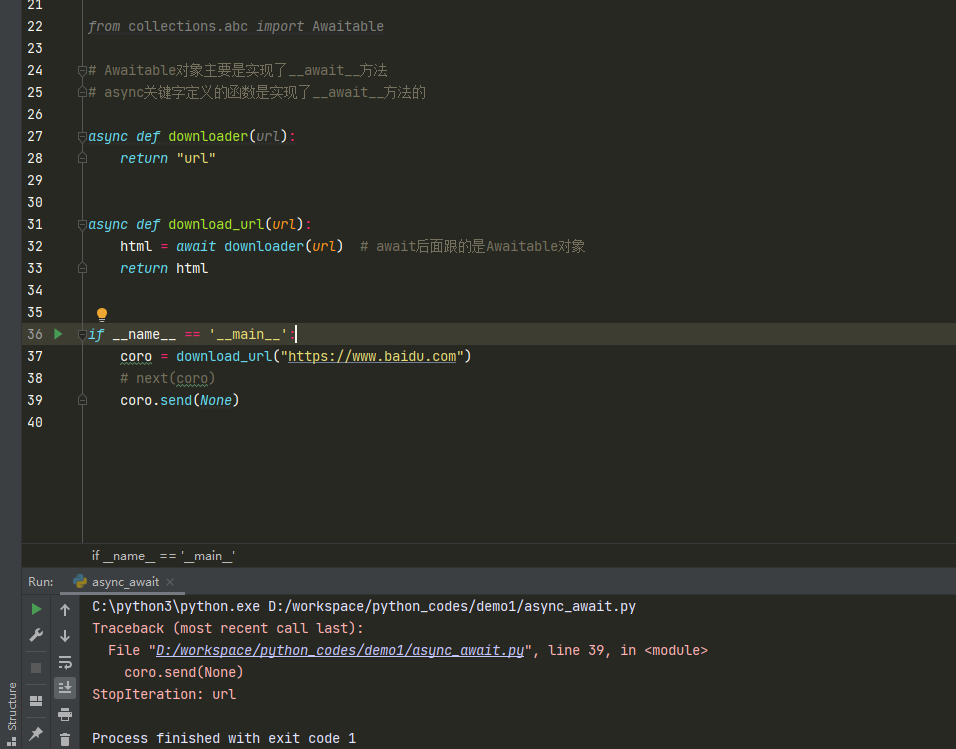 21
22 from collections.abc import Awaitable
23
24 # Awaitable对象主要是实现了__await__方法
25 # async关键字定义的函数是实现了__await__方法的
26
27 async def downloader(url):
28 return "url"
29
30
31 async def download_url(url):
32 html = await downloader(url) # await后面跟的是Awaitable对象
33 return html
34
35
36 if __name__ == '__main__':
37 coro = download_url("https://www.baidu.com")
38 # next(coro)
39 coro.send(None)
40
if __name__ == '__main__'
Run: async_await
C:\python3\python.exe D:/workspace/python_codes/demo1/async_await.py
Traceback (most recent call last):
File "D:/workspace/python_codes/demo1/async_await.py", line 39, in <module>
coro.send(None)
StopIteration: url
Process finished with exit code 1
Structure